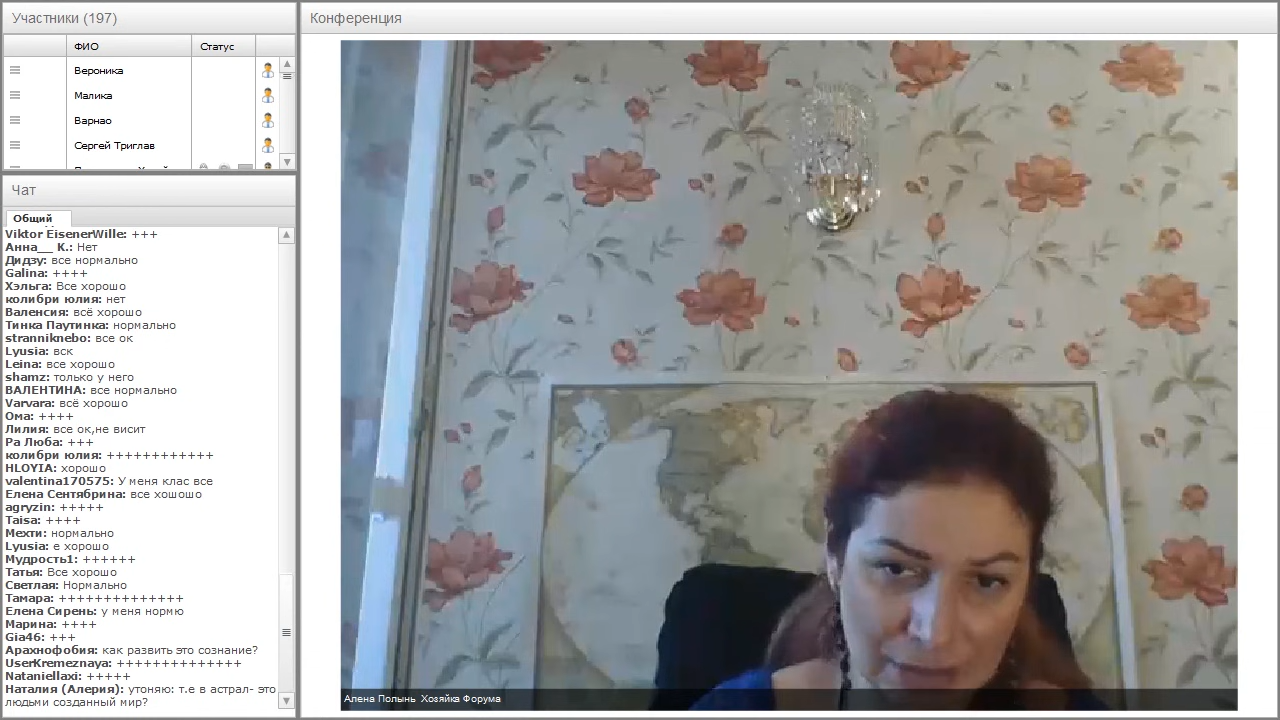 Участники (197)
Конференция
ФИО
Статус
Вероника
Малика
Варнао
Сергей Триглав
Чат
Общий
Viktor EisenerWille: +++
Анна__ К.: Нет
Дидзу: все нормально
Galina: ++++
Хэльга: Все хорошо
колибри юлия: нет
Валенсия: всё хорошо
Тинка Паутинка: нормально
stranniknebo: все ок
Lyusia: вск
Leina: все хорошо
shamz: только у него
ВАЛЕНТИНА: все нормально
Varvara: всё хорошо
Ома: ++++
Лилия: все ок,не висит
Ра Люба: +++
колибри юлия: ++++++++++++
HLOYIA: хорошо
valentina170575: У меня клас все
Елена Сентябрина: все хошошо
agryzin: +++++
Taisa: ++++
Мехти: нормально
Lyusia: е хорошо
Мудрость1: ++++++
Татья: Все хорошо
Светлая: Нормально
Тамара: ++++++++++++++
Елена Сирень: у меня нормю
Марина: ++++
Gia46: +++
Арахнофобия: как развить это сознание?
UserKremeznaya: ++++++++++++++
Nataniellaxi: +++++
Наталия (Алерия): утоняю: т.е в астрал- это
людьми созданный мир?
Алена Полынь Хозяйка Форума